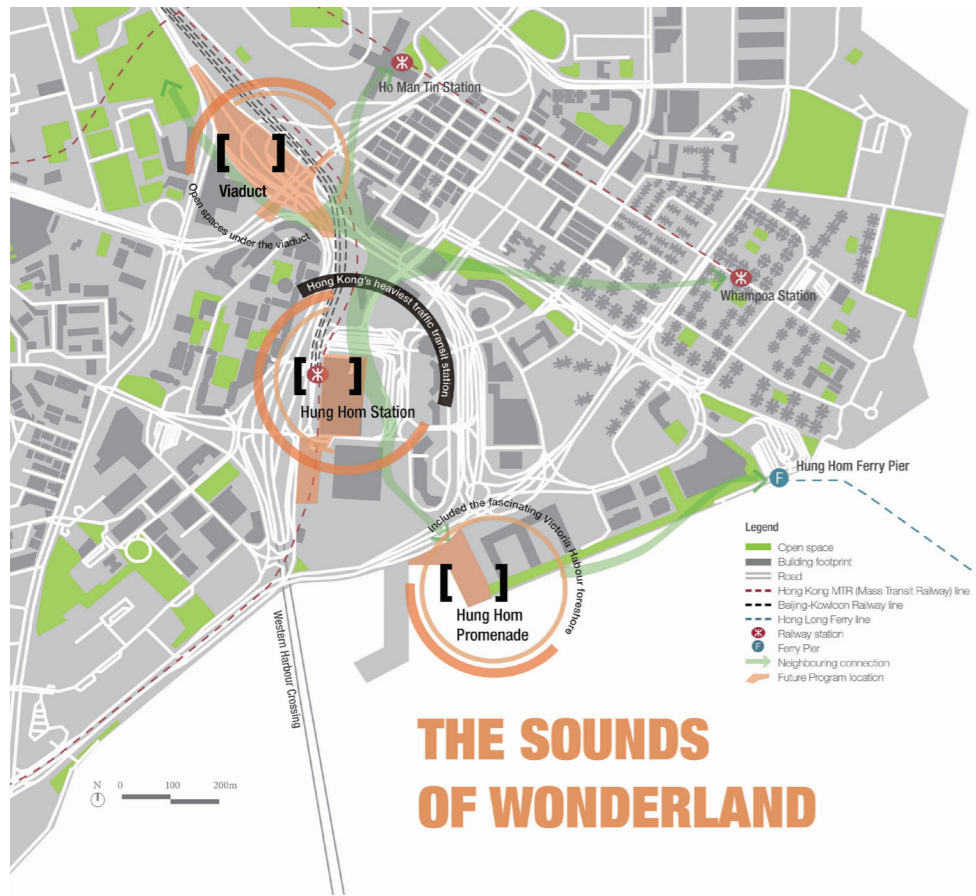 Ho Man Tin Station
[ ]
Viaduct
Open spaces under the viaduct
Hong Kong's heaviest traffic transit station
Whampoa Station
[ ]
Hung Hom Station
Hung Hom Ferry Pier
F
Included the fascinating Victoria Habour foreshore
[ ]
Hung Hom
Promenade
Western Harbour Crossing
Legend
Open space
Building footprint
Road
Hong Kong MTR (Mass Transit Railway) line
Beijing-Kowloon Railway line
Hong Long Ferry line
Railway station
F
Ferry Pier
Neighbouring connection
Future Program location
N
0 100 200m
THE SOUNDS
OF WONDERLAND